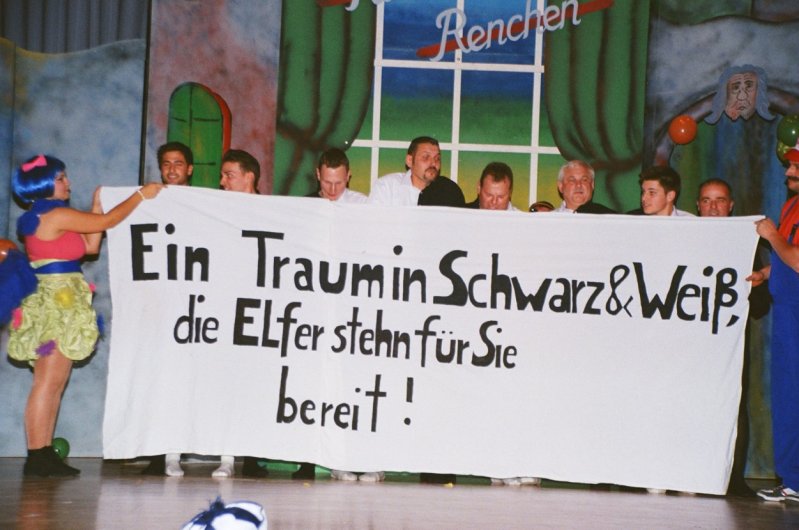 Renchen
Ein Traum in Schwarz & Weiß,
die ELfer stehn für Sie
bereit!